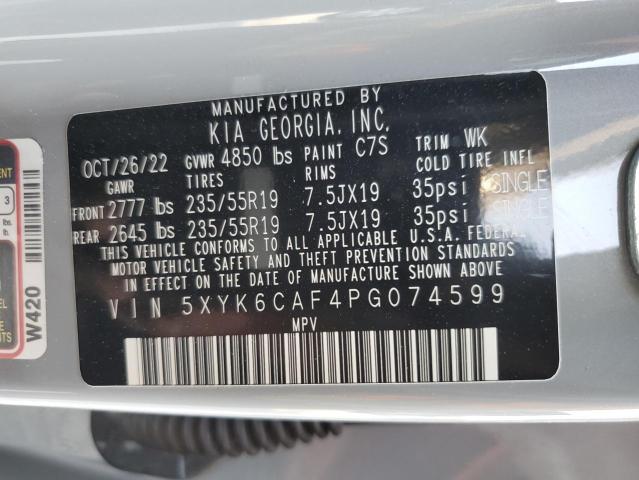 MANUFACTURED BY
KIA GEORGIA, INC.
OCT/26/22 GVWR 4850 lbs PAINT C7S TRIM WK
GAWR TIRES RIMS COLD TIRE INFL
FRONT 2777 lbs 235/55R19 7.5JX19 35psi SINGLE
REAR 2645 lbs 235/55R19 7.5JX19 35psi SINGLE
THIS VEHICLE CONFORMS TO ALL APPLICABLE U.S.A. FEDERAL
MOTOR VEHICLE SAFETY AND THEFT PREVENTION STANDARDS
IN EFFECT ON THE DATE OF MANUFACTURE SHOWN ABOVE
VIN 5XYK6CAF4PG074599
MPV
W420
3
lbs.
lb.